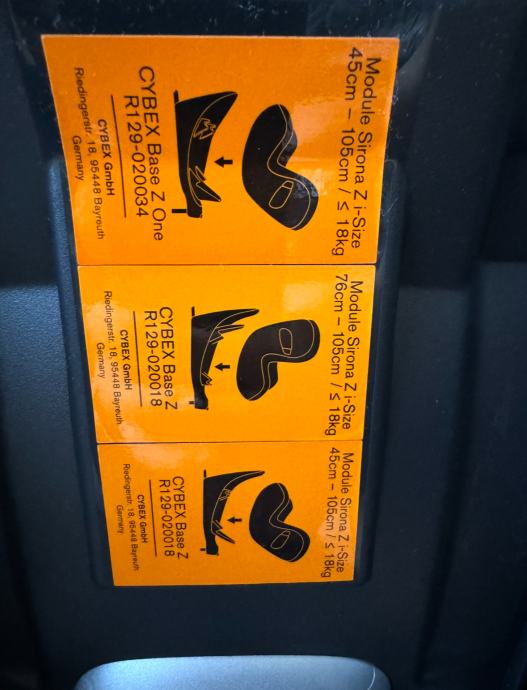 Module Sirona Z i-Size
45cm – 105cm / ≤ 18kg
CYBEX Base Z One
R129-020034
CYBEX GmbH
Riedingerstr. 18, 95448 Bayreuth
Germany
Module Sirona Z i-Size
76cm – 105cm / ≤ 18kg
CYBEX Base Z
R129-020018
CYBEX GmbH
Riedingerstr. 18, 95448 Bayreuth
Germany
Module Sirona Z i-Size
45cm – 105cm / ≤ 18kg
CYBEX Base Z
R129-020018
CYBEX GmbH
Riedingerstr. 18, 95448 Bayreuth
Germany